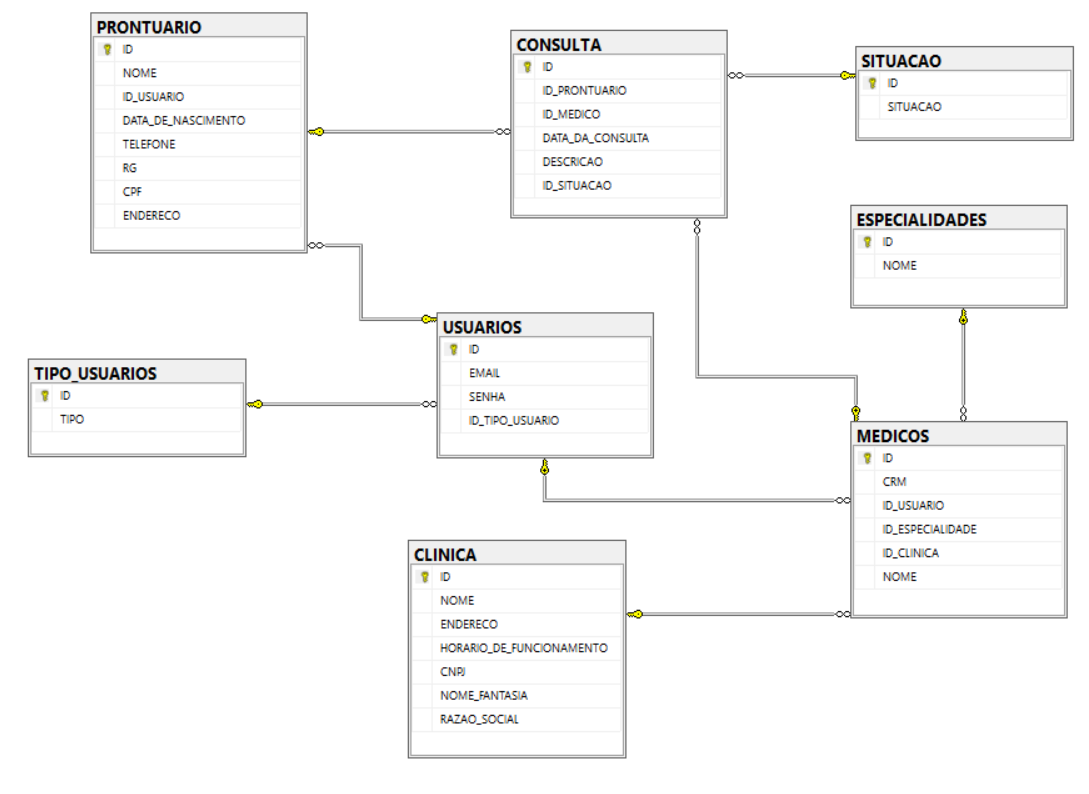 PRONTUARIO
ID
NOME
ID_USUARIO
DATA_DE_NASCIMENTO
TELEFONE
RG
CPF
ENDERECO
CONSULTA
ID
ID_PRONTUARIO
ID_MEDICO
DATA_DA_CONSULTA
DESCRICAO
ID_SITUACAO
SITUACAO
ID
SITUACAO
ESPECIALIDADES
ID
NOME
USUARIOS
ID
EMAIL
SENHA
ID_TIPO_USUARIO
TIPO_USUARIOS
ID
TIPO
MEDICOS
ID
CRM
ID_USUARIO
ID_ESPECIALIDADE
ID_CLINICA
NOME
CLINICA
ID
NOME
ENDERECO
HORARIO_DE_FUNCIONAMENTO
CNPJ
NOME_FANTASIA
RAZAO_SOCIAL